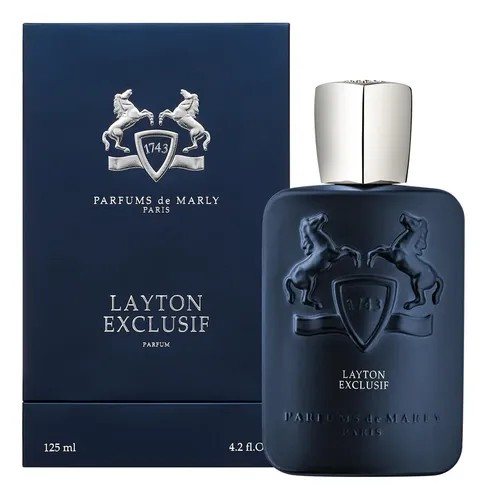 1743
PARFUMS de MARLY
PARIS
LAYTON
EXCLUSIF
PARFUM
125 ml
4.2 fl.O
1743
LAYTON
EXCLUSIF
PARFUMS de MARLY
PARIS